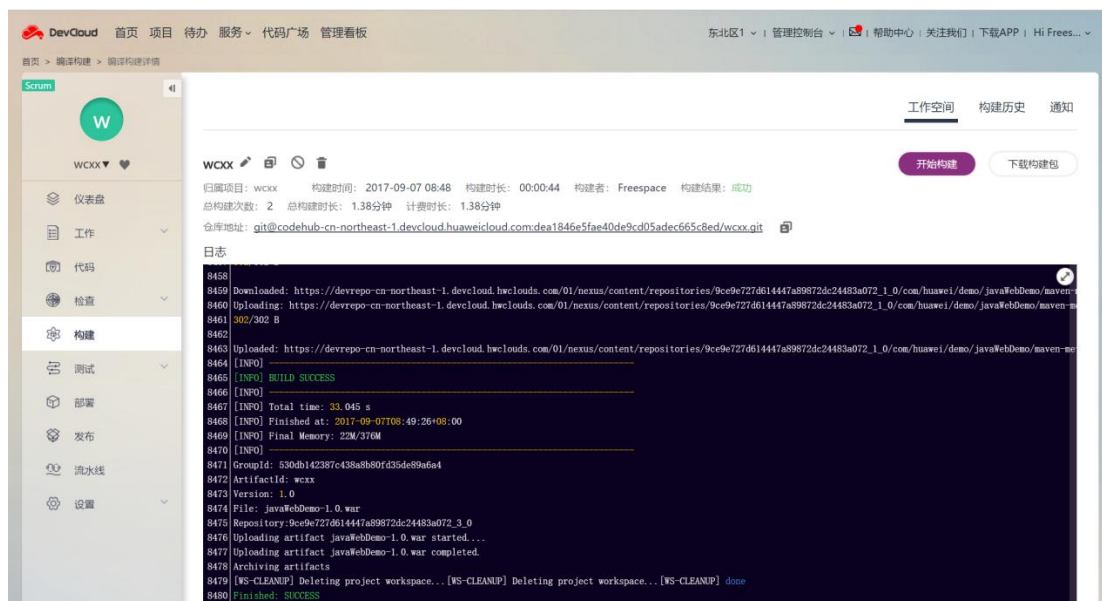 DevCloud 首页 项目 待办 服务 代码广场 管理看板 东北区1 | 管理控制台 | | 帮助中心 | 关注我们 | 下载APP | Hi Frees...
首页 > 编译构建 > 编译构建详情
Scrum
W
wcxx
仪表盘
工作
代码
检查
构建
测试
部署
发布
流水线
设置
工作空间 构建历史 通知
wcxx 开始构建 下载构建包
归属项目: wcxx 构建时间: 2017-09-07 08:48 构建时长: 00:00:44 构建者: Freespace 构建结果: 成功
总构建次数: 2 总构建时长: 1.38分钟 计费时长: 1.38分钟
仓库地址: git@codehub-cn-northeast-1.devcloud.huaweicloud.com:dea1846e5fae40de9cd05adec665c8ed/wcxx.git
日志
8458
8459 Downloaded: https://devrepo-cn-northeast-1.devcloud.hwclouds.com/01/nexus/content/repositories/9ce9e727d614447a89872dc24483a072_1_0/com/huawei/demo/javaWebDemo/maven-
8460 Uploading: https://devrepo-cn-northeast-1.devcloud.hwclouds.com/01/nexus/content/repositories/9ce9e727d614447a89872dc24483a072_1_0/com/huawei/demo/javaWebDemo/maven-m
8461 302/302 B
8462
8463 Uploaded: https://devrepo-cn-northeast-1.devcloud.hwclouds.com/01/nexus/content/repositories/9ce9e727d614447a89872dc24483a072_1_0/com/huawei/demo/javaWebDemo/maven-me
8464 [INFO] ------------------------------------------------------------------------
8465 [INFO] BUILD SUCCESS
8466 [INFO] ------------------------------------------------------------------------
8467 [INFO] Total time: 33.045 s
8468 [INFO] Finished at: 2017-09-07T08:49:26+08:00
8469 [INFO] Final Memory: 22M/376M
8470 [INFO] ------------------------------------------------------------------------
8471 GroupId: 530db142387c438a8b80fd35de89a6a4
8472 ArtifactId: wcxx
8473 Version: 1.0
8474 File: javaWebDemo-1.0.war
8475 Repository:9ce9e727d614447a89872dc24483a072_3_0
8476 Uploading artifact javaWebDemo-1.0.war started....
8477 Uploading artifact javaWebDemo-1.0.war completed.
8478 Archiving artifacts
8479 [WS-CLEANUP] Deleting project workspace...[WS-CLEANUP] Deleting project workspace...[WS-CLEANUP] done
8480 Finished: SUCCESS